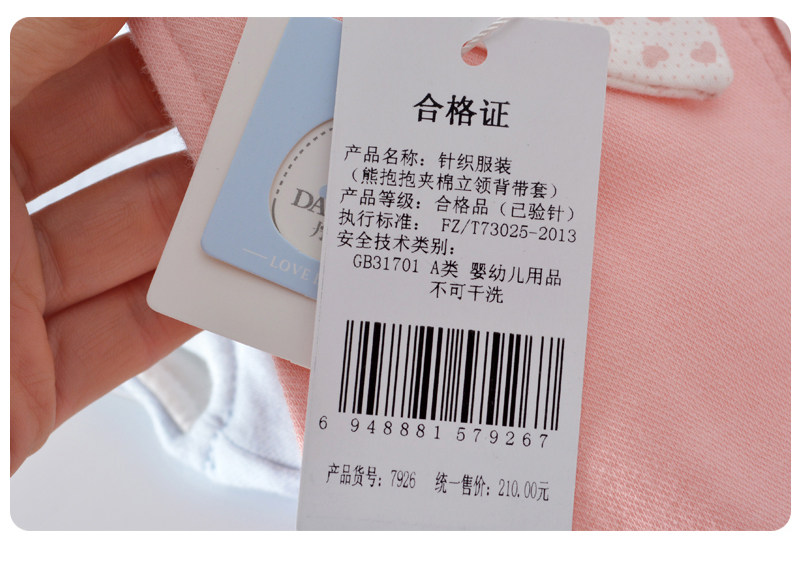 合格证
产品名称：针织服装
（熊抱抱夹棉立领背带套）
产品等级：合格品（已验针）
执行标准： FZ/T73025-2013
安全技术类别：
GB31701 A类 婴幼儿用品
不可干洗
6 948881 579267
产品货号：7926 统一售价：210.00元
DA
LOVE